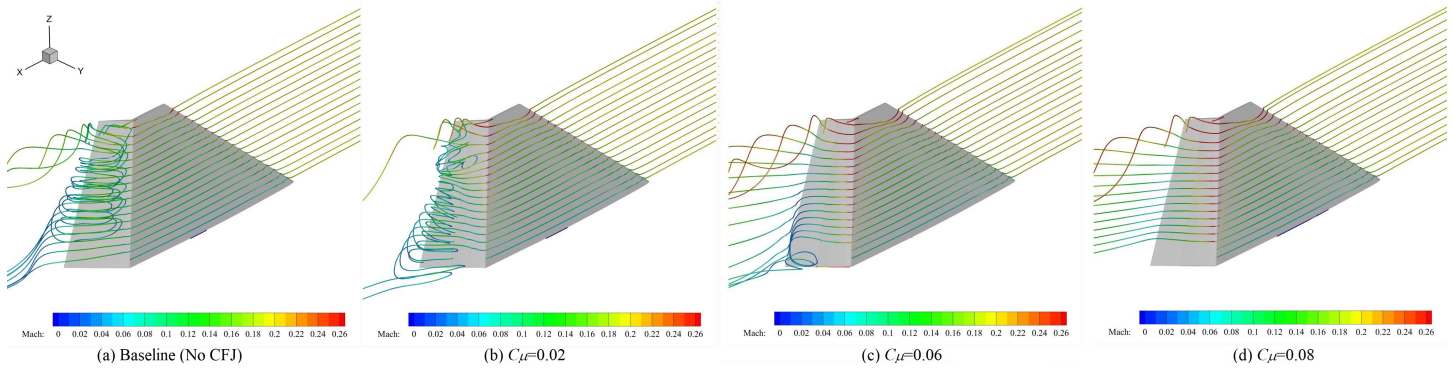 Z
X
Y
Mach: 0 0.02 0.04 0.06 0.08 0.1 0.12 0.14 0.16 0.18 0.2 0.22 0.24 0.26
(a) Baseline (No CFJ)
Mach: 0 0.02 0.04 0.06 0.08 0.1 0.12 0.14 0.16 0.18 0.2 0.22 0.24 0.26
(b) Cμ=0.02
Mach: 0 0.02 0.04 0.06 0.08 0.1 0.12 0.14 0.16 0.18 0.2 0.22 0.24 0.26
(c) Cμ=0.06
Mach: 0 0.02 0.04 0.06 0.08 0.1 0.12 0.14 0.16 0.18 0.2 0.22 0.24 0.26
(d) Cμ=0.08